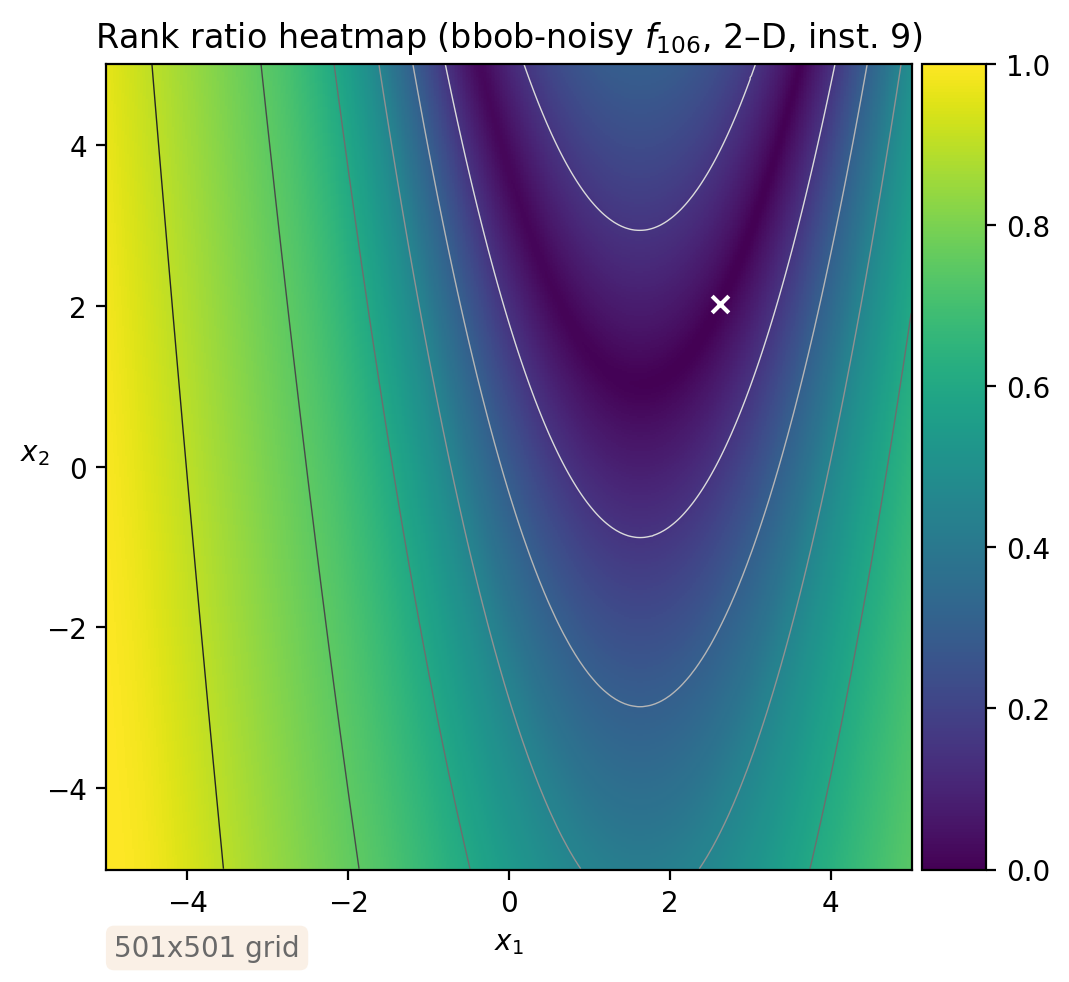 Rank ratio heatmap (bbob-noisy f₁₀₆, 2–D, inst. 9)
1.0
4
0.8
2
0.6
x₂
0
0.4
−2
0.2
−4
0.0
−4 −2 0 2 4
x₁
501x501 grid